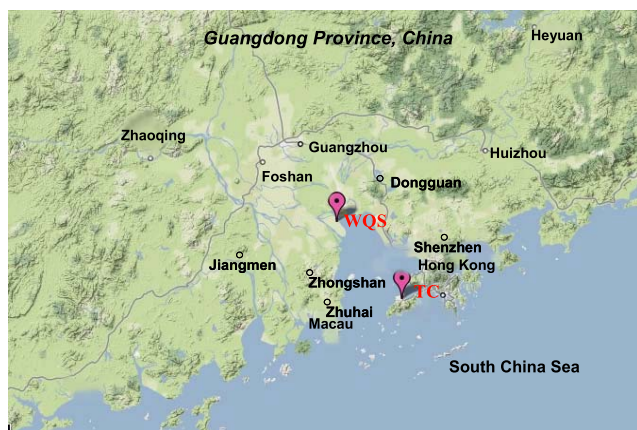 Guangdong Province, China
Heyuan
Zhaoqing
Guangzhou
Huizhou
Foshan
Dongguan
WQS
Shenzhen
Jiangmen
Hong Kong
Zhongshan
TC
Zhuhai
Macau
South China Sea